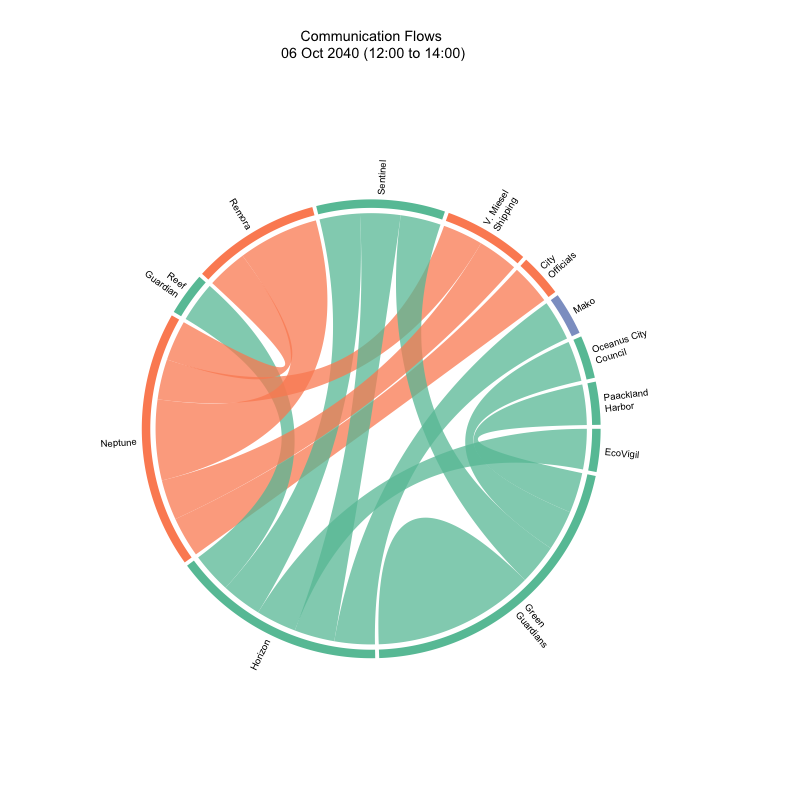 Communication Flows
06 Oct 2040 (12:00 to 14:00)
Sentinel
Remora
V. Miesel
Shipping
City
Officials
Reef
Guardian
Mako
Oceanus City
Council
Paackland
Harbor
Neptune
EcoVigil
Green
Guardians
Horizon